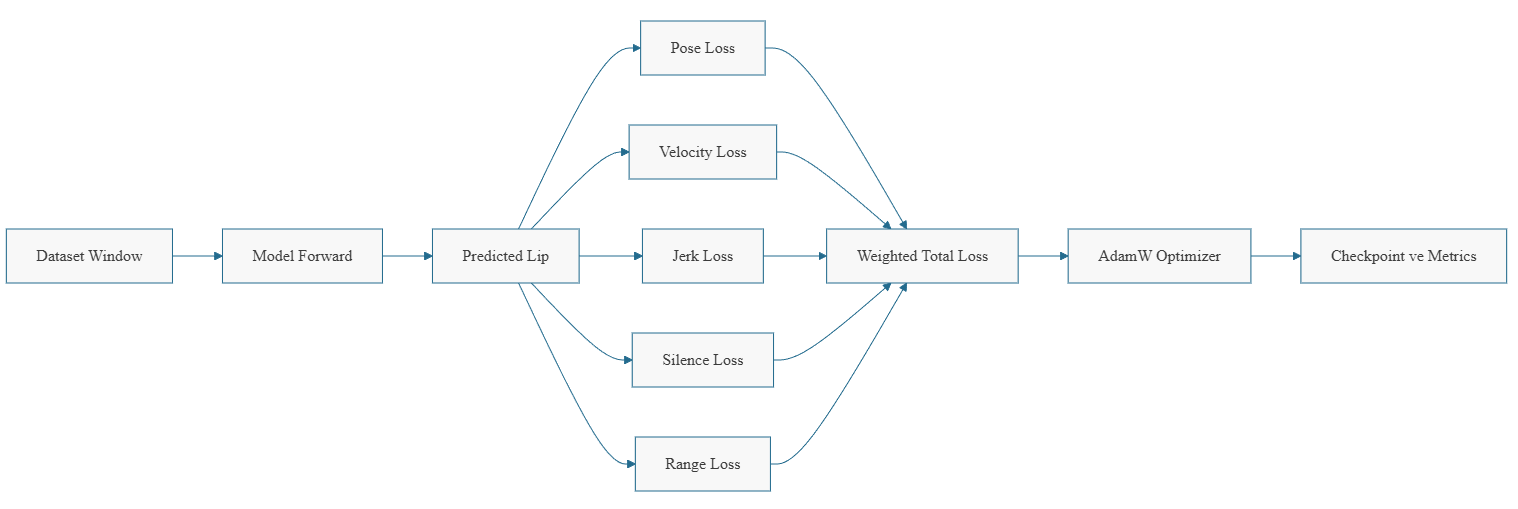 Dataset Window
Model Forward
Predicted Lip
Pose Loss
Velocity Loss
Jerk Loss
Silence Loss
Range Loss
Weighted Total Loss
AdamW Optimizer
Checkpoint ve Metrics